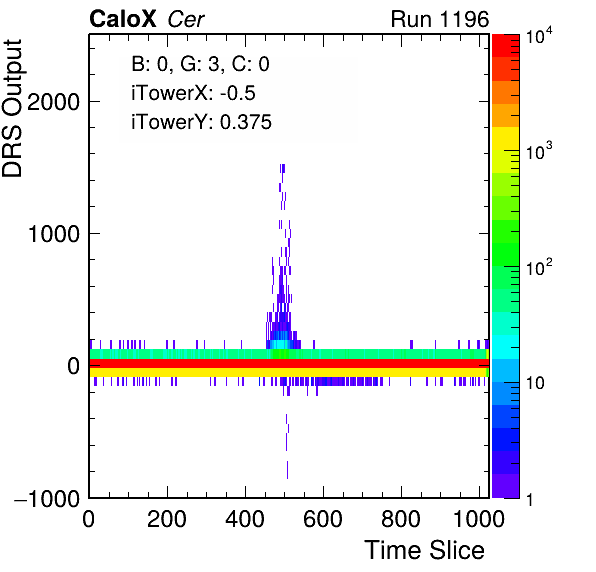 CaloX Cer Run 1196
DRS Output
B: 0, G: 3, C: 0
iTowerX: -0.5
iTowerY: 0.375
2000
1000
0
−1000
0 200 400 600 800 1000
Time Slice
10^4
10^3
10^2
10
1